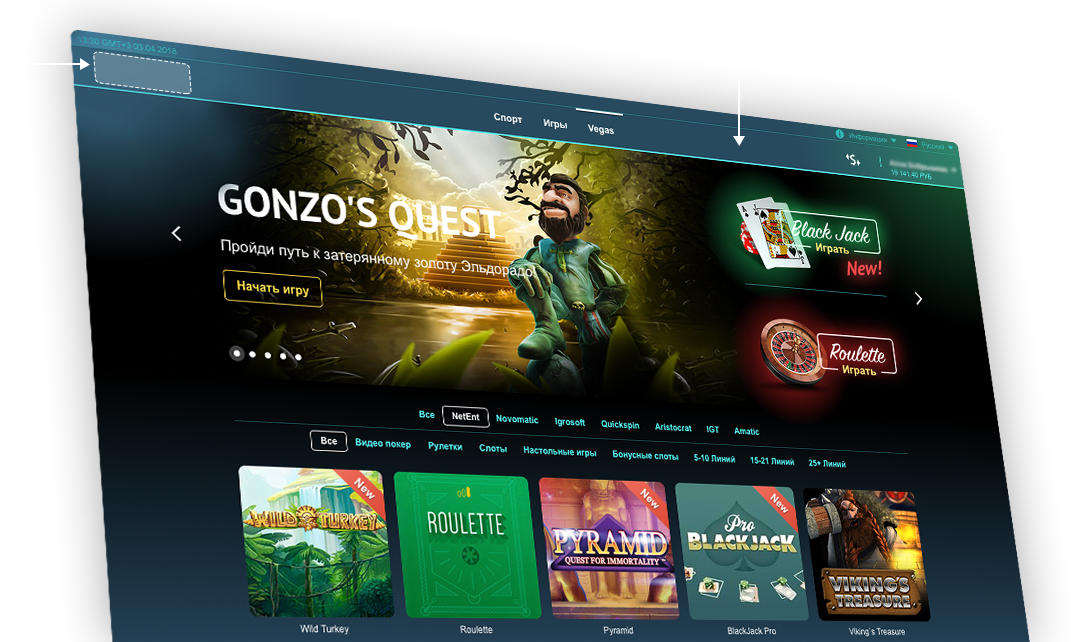 13:30 GMT+3 03.04.2018
Спорт
Игры
Vegas
Информация
Русский
$
19 141.40 РУБ
GONZO'S QUEST
Пройди путь к затерянному золоту Эльдорадо!
Начать игру
A
J
Black Jack
Играть
New!
Roulette
Играть
Все NetEnt Novomatic Igrosoft Quickspin Aristocrat IGT Amatic
Все Видео покер Рулетки Слоты Настольные игры Бонусные слоты 5-10 Линий 15-21 Линий 25+ Линий
New
WILD TURKEY
ROULETTE
New
PYRAMID
QUEST FOR IMMORTALITY
New
Pro
BLACKJACK
VIKING'S
TREASURE
Wild Turkey
Roulette
Pyramid
BlackJack Pro
Viking's Treasure